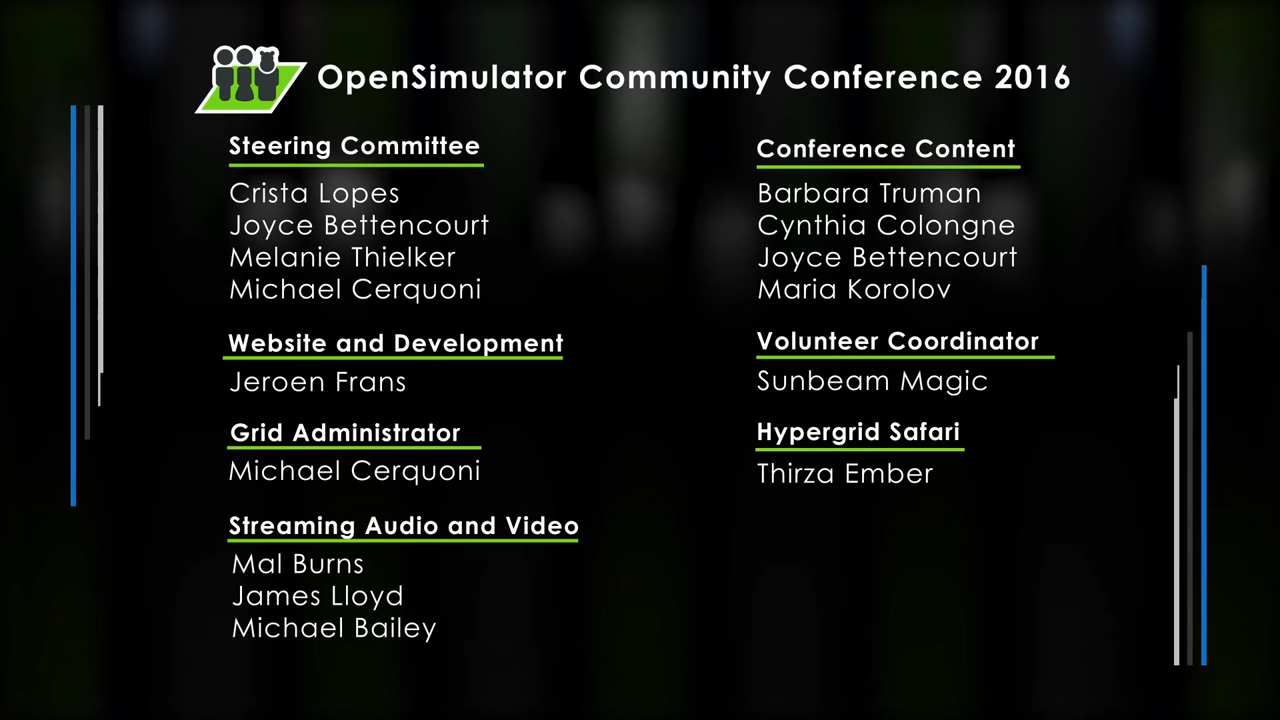 OpenSimulator Community Conference 2016
Steering Committee
Crista Lopes
Joyce Bettencourt
Melanie Thielker
Michael Cerquoni
Website and Development
Jeroen Frans
Grid Administrator
Michael Cerquoni
Streaming Audio and Video
Mal Burns
James Lloyd
Michael Bailey
Conference Content
Barbara Truman
Cynthia Colongne
Joyce Bettencourt
Maria Korolov
Volunteer Coordinator
Sunbeam Magic
Hypergrid Safari
Thirza Ember